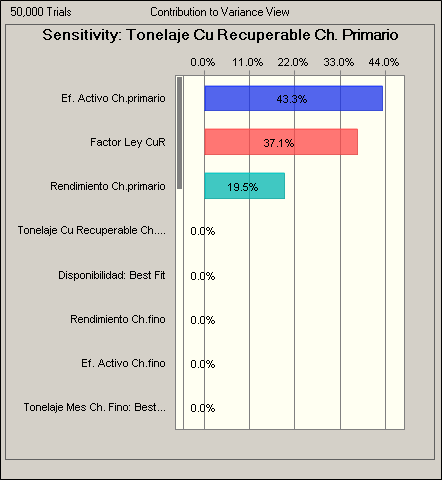 50,000 Trials Contribution to Variance View
Sensitivity: Tonelaje Cu Recuperable Ch. Primario
0.0% 11.0% 22.0% 33.0% 44.0%
Ef. Activo Ch.primario 43.3%
Factor Ley CuR 37.1%
Rendimiento Ch.primario 19.5%
Tonelaje Cu Recuperable Ch.... 0.0%
Disponibilidad: Best Fit 0.0%
Rendimiento Ch.fino 0.0%
Ef. Activo Ch.fino 0.0%
Tonelaje Mes Ch. Fino: Best... 0.0%